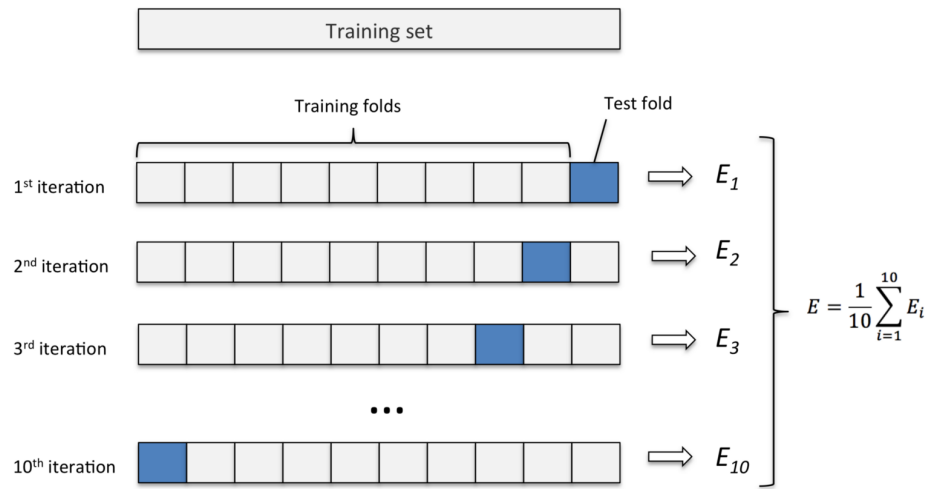 Training set
Training folds
Test fold
1st iteration
E1
2nd iteration
E2
3rd iteration
E3
E = 1/10 ∑ i=1 10 Ei
...
10th iteration
E10